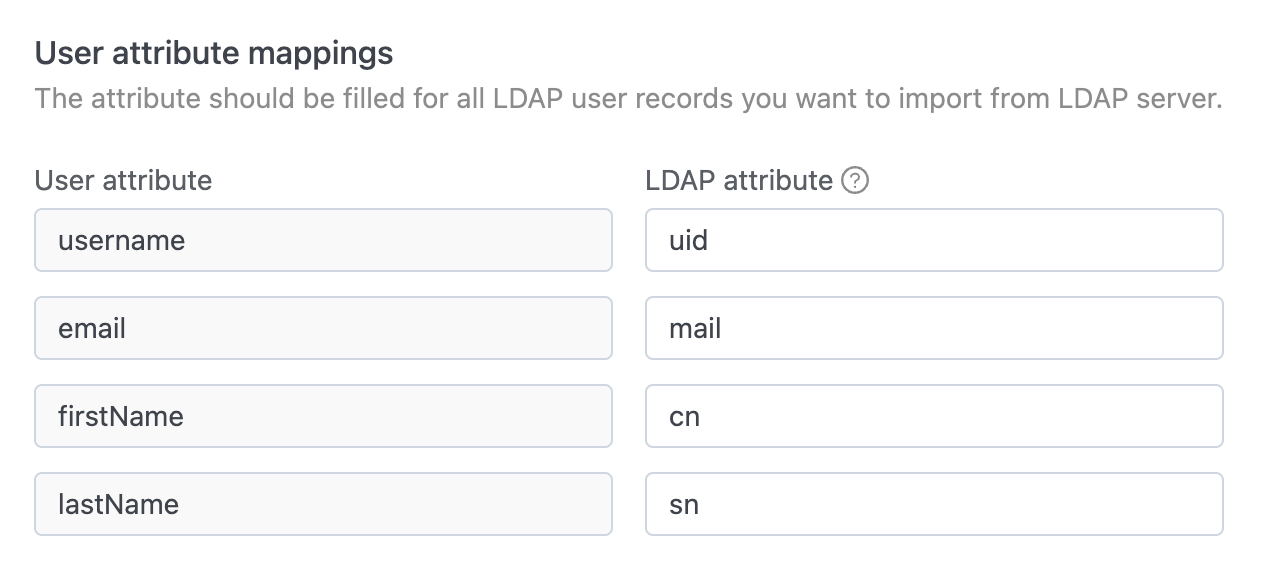 User attribute mappings
The attribute should be filled for all LDAP user records you want to import from LDAP server.
User attribute LDAP attribute ?
username uid
email mail
firstName cn
lastName sn